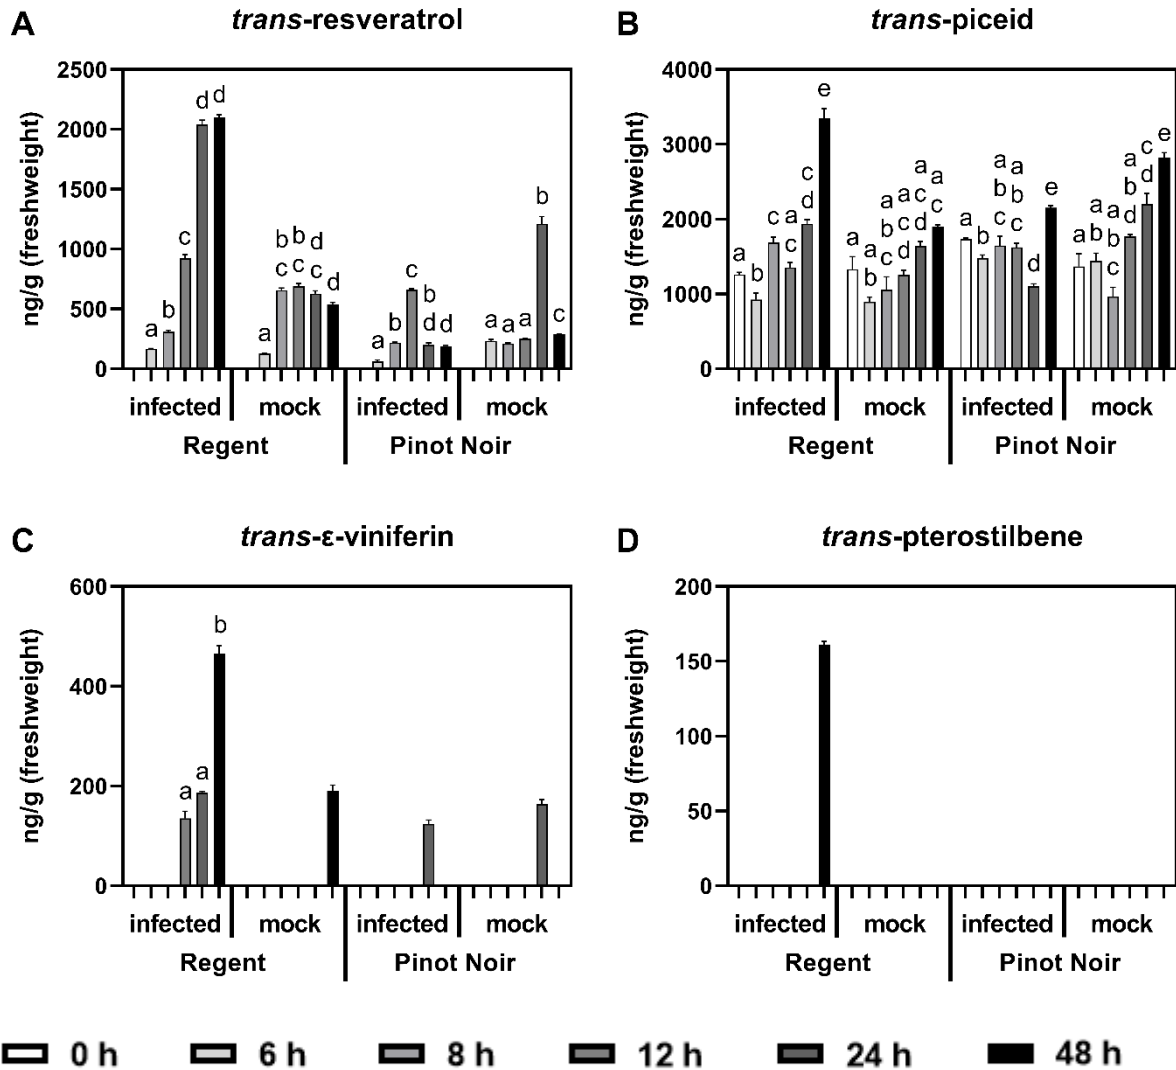 A trans-resveratrol
2500
2000
1500
1000
500
0
ng/g (freshweight)
a b c d d
a b c b c d c d
a b c b d d
a a a b c
infected mock infected mock
Regent Pinot Noir
B trans-piceid
4000
3000
2000
1000
0
ng/g (freshweight)
a b c a c c d e
a a b a b c a c d a c d a c
a b a b c a b c d e
a a b a b c a b d c d e
infected mock infected mock
Regent Pinot Noir
C trans-ε-viniferin
600
400
200
0
ng/g (freshweight)
a a b
infected mock infected mock
Regent Pinot Noir
D trans-pterostilbene
200
150
100
50
0
ng/g (freshweight)
infected mock infected mock
Regent Pinot Noir
0 h 6 h 8 h 12 h 24 h 48 h